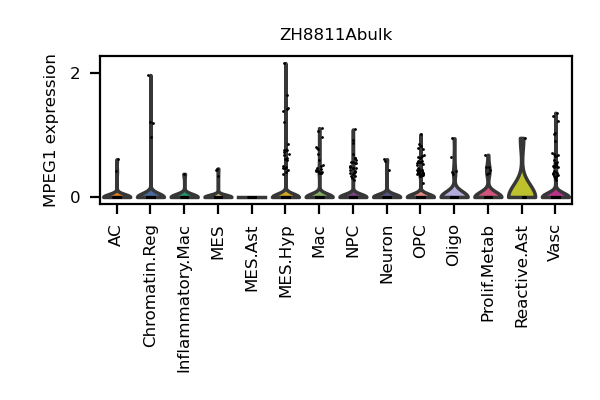 ZH8811Abulk
MPEG1 expression
2
0
AC
Chromatin.Reg
Inflammatory.Mac
MES
MES.Ast
MES.Hyp
Mac
NPC
Neuron
OPC
Oligo
Prolif.Metab
Reactive.Ast
Vasc